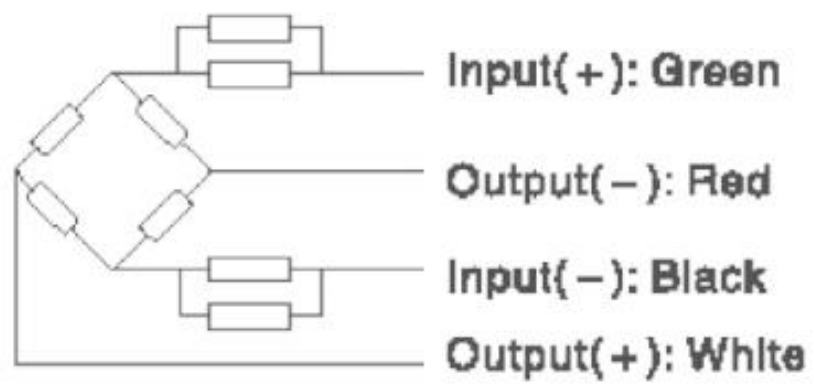 Input(+): Green
Output(−): Red
Input(−): Black
Output(+): White